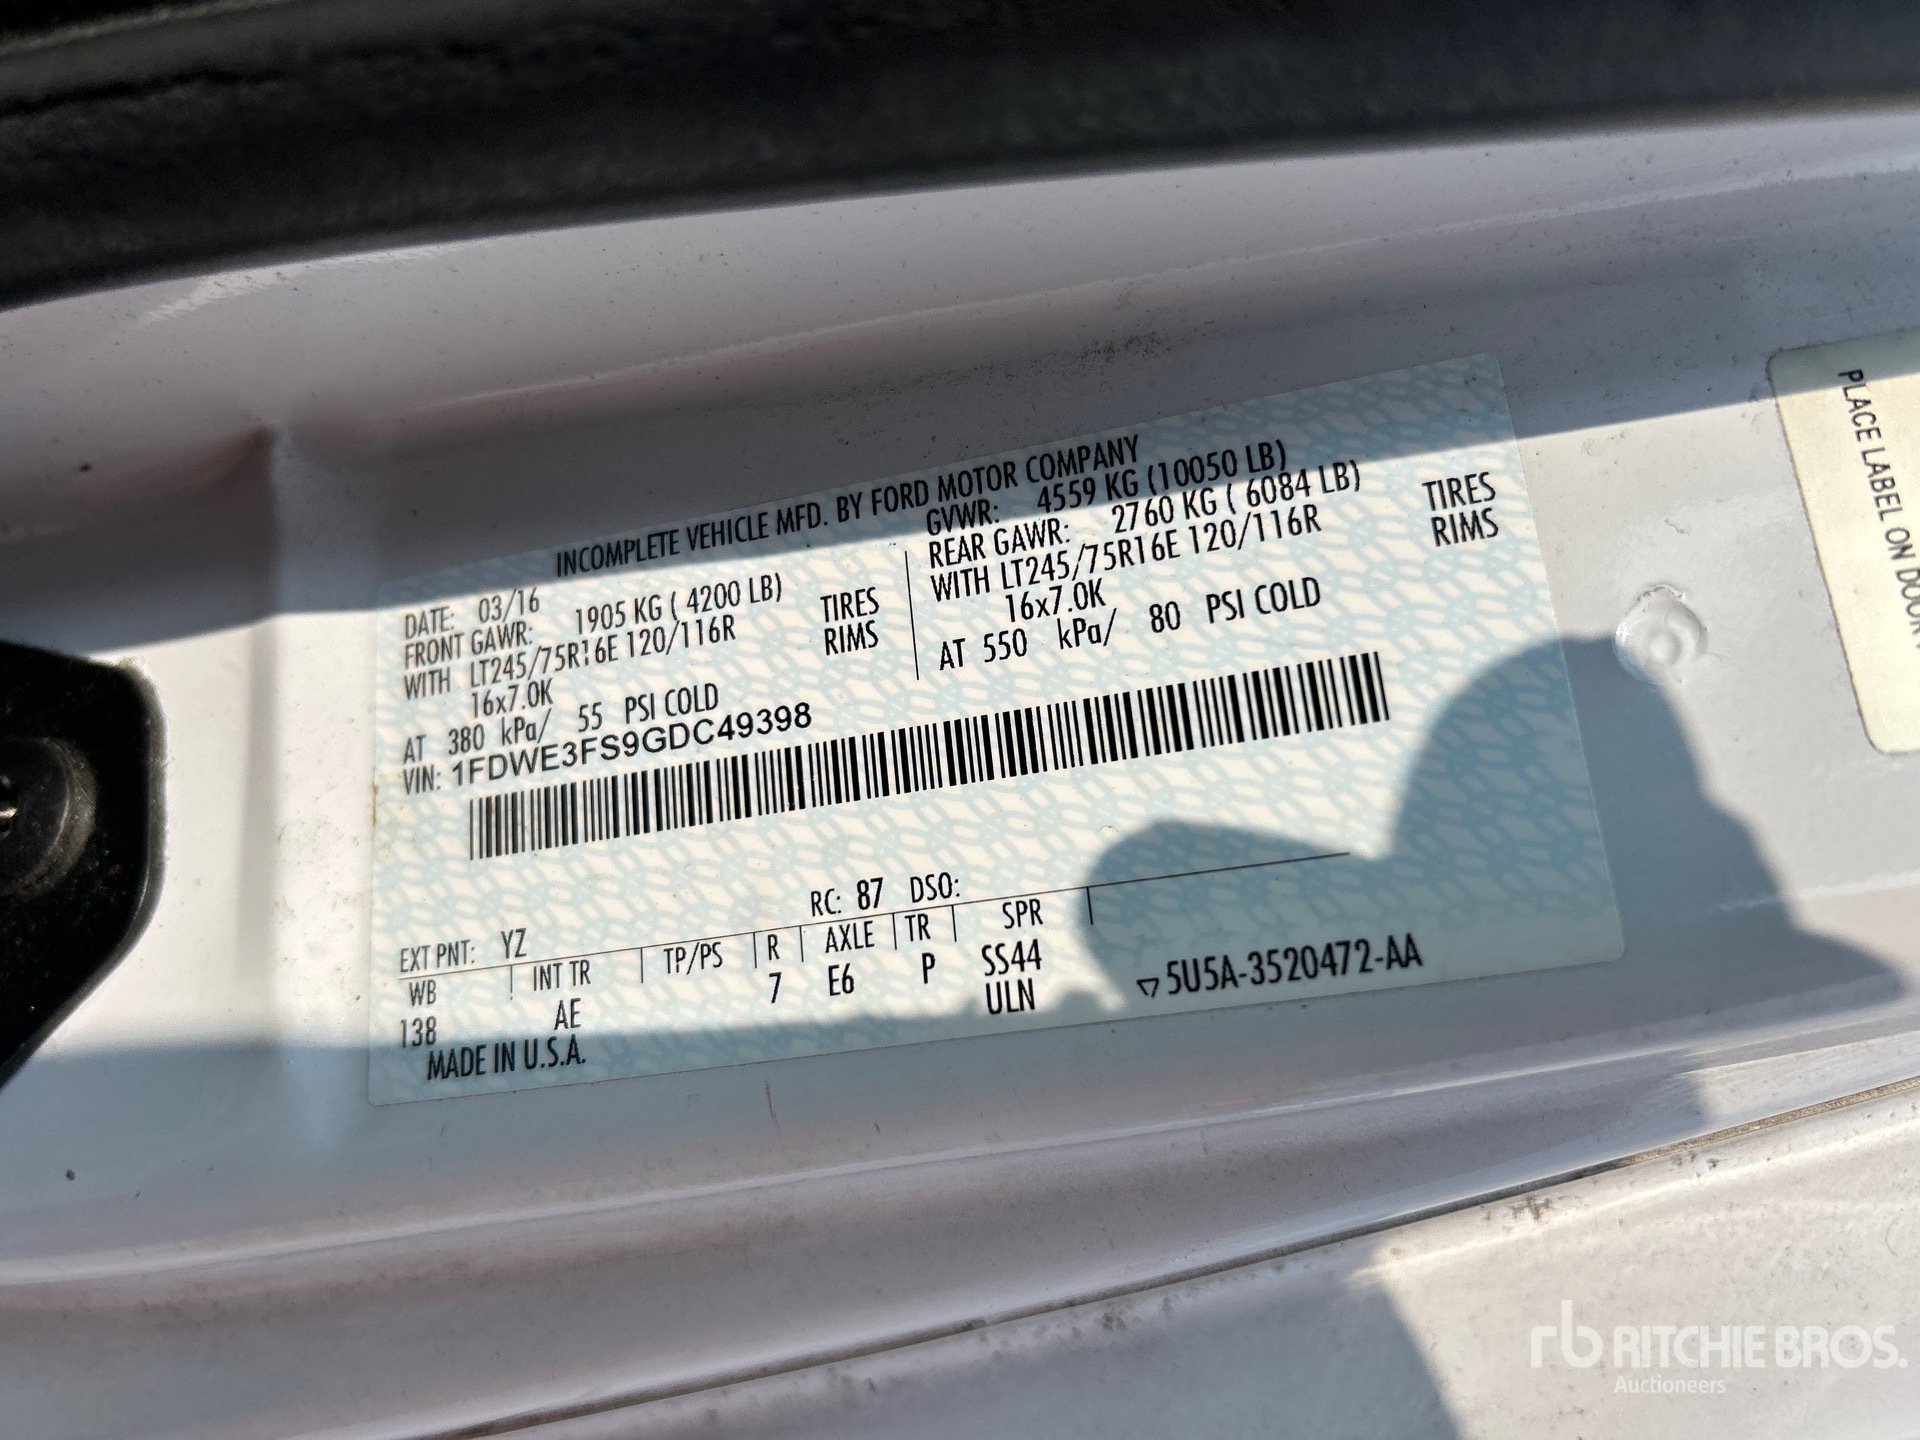 INCOMPLETE VEHICLE MFD. BY FORD MOTOR COMPANY
DATE: 03/16
GVWR: 4559 KG (10050 LB)
FRONT GAWR: 1905 KG ( 4200 LB)
WITH LT245/75R16E 120/116R TIRES
16x7.0K RIMS
AT 380 kPa/ 55 PSI COLD
REAR GAWR: 2760 KG ( 6084 LB)
WITH LT245/75R16E 120/116R TIRES
16x7.0K RIMS
AT 550 kPa/ 80 PSI COLD
VIN: 1FDWE3FS9GDC49398
EXT PNT: YZ RC: 87 DSO:
WB INT TR TP/PS R AXLE TR SPR
138 AE 7 E6 P SS44
ULN
MADE IN U.S.A.
5U5A-3520472-AA
PLACE LABEL ON DOOR
rb RITCHIE BROS.
Auctioneers